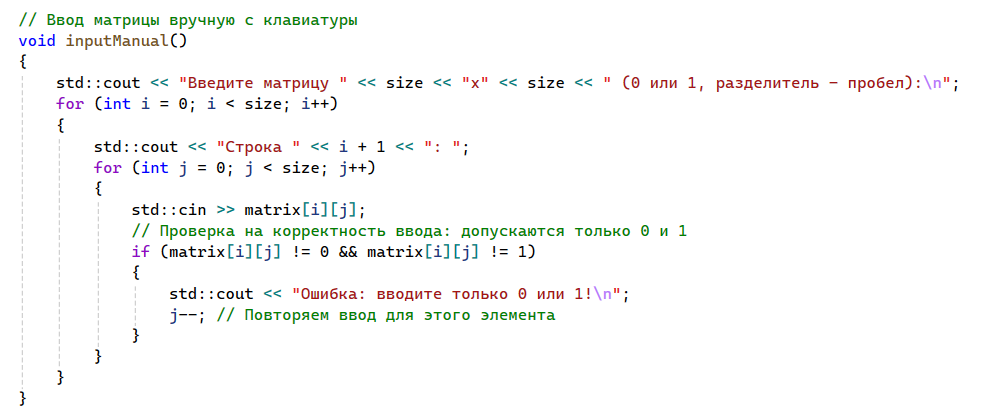 // Ввод матрицы вручную с клавиатуры
void inputManual()
{
    std::cout << "Введите матрицу " << size << "x" << size << " (0 или 1, разделитель - пробел):\n";
    for (int i = 0; i < size; i++)
    {
        std::cout << "Строка " << i + 1 << ": ";
        for (int j = 0; j < size; j++)
        {
            std::cin >> matrix[i][j];
            // Проверка на корректность ввода: допускаются только 0 и 1
            if (matrix[i][j] != 0 && matrix[i][j] != 1)
            {
                std::cout << "Ошибка: вводите только 0 или 1!\n";
                j--; // Повторяем ввод для этого элемента
            }
        }
    }
}